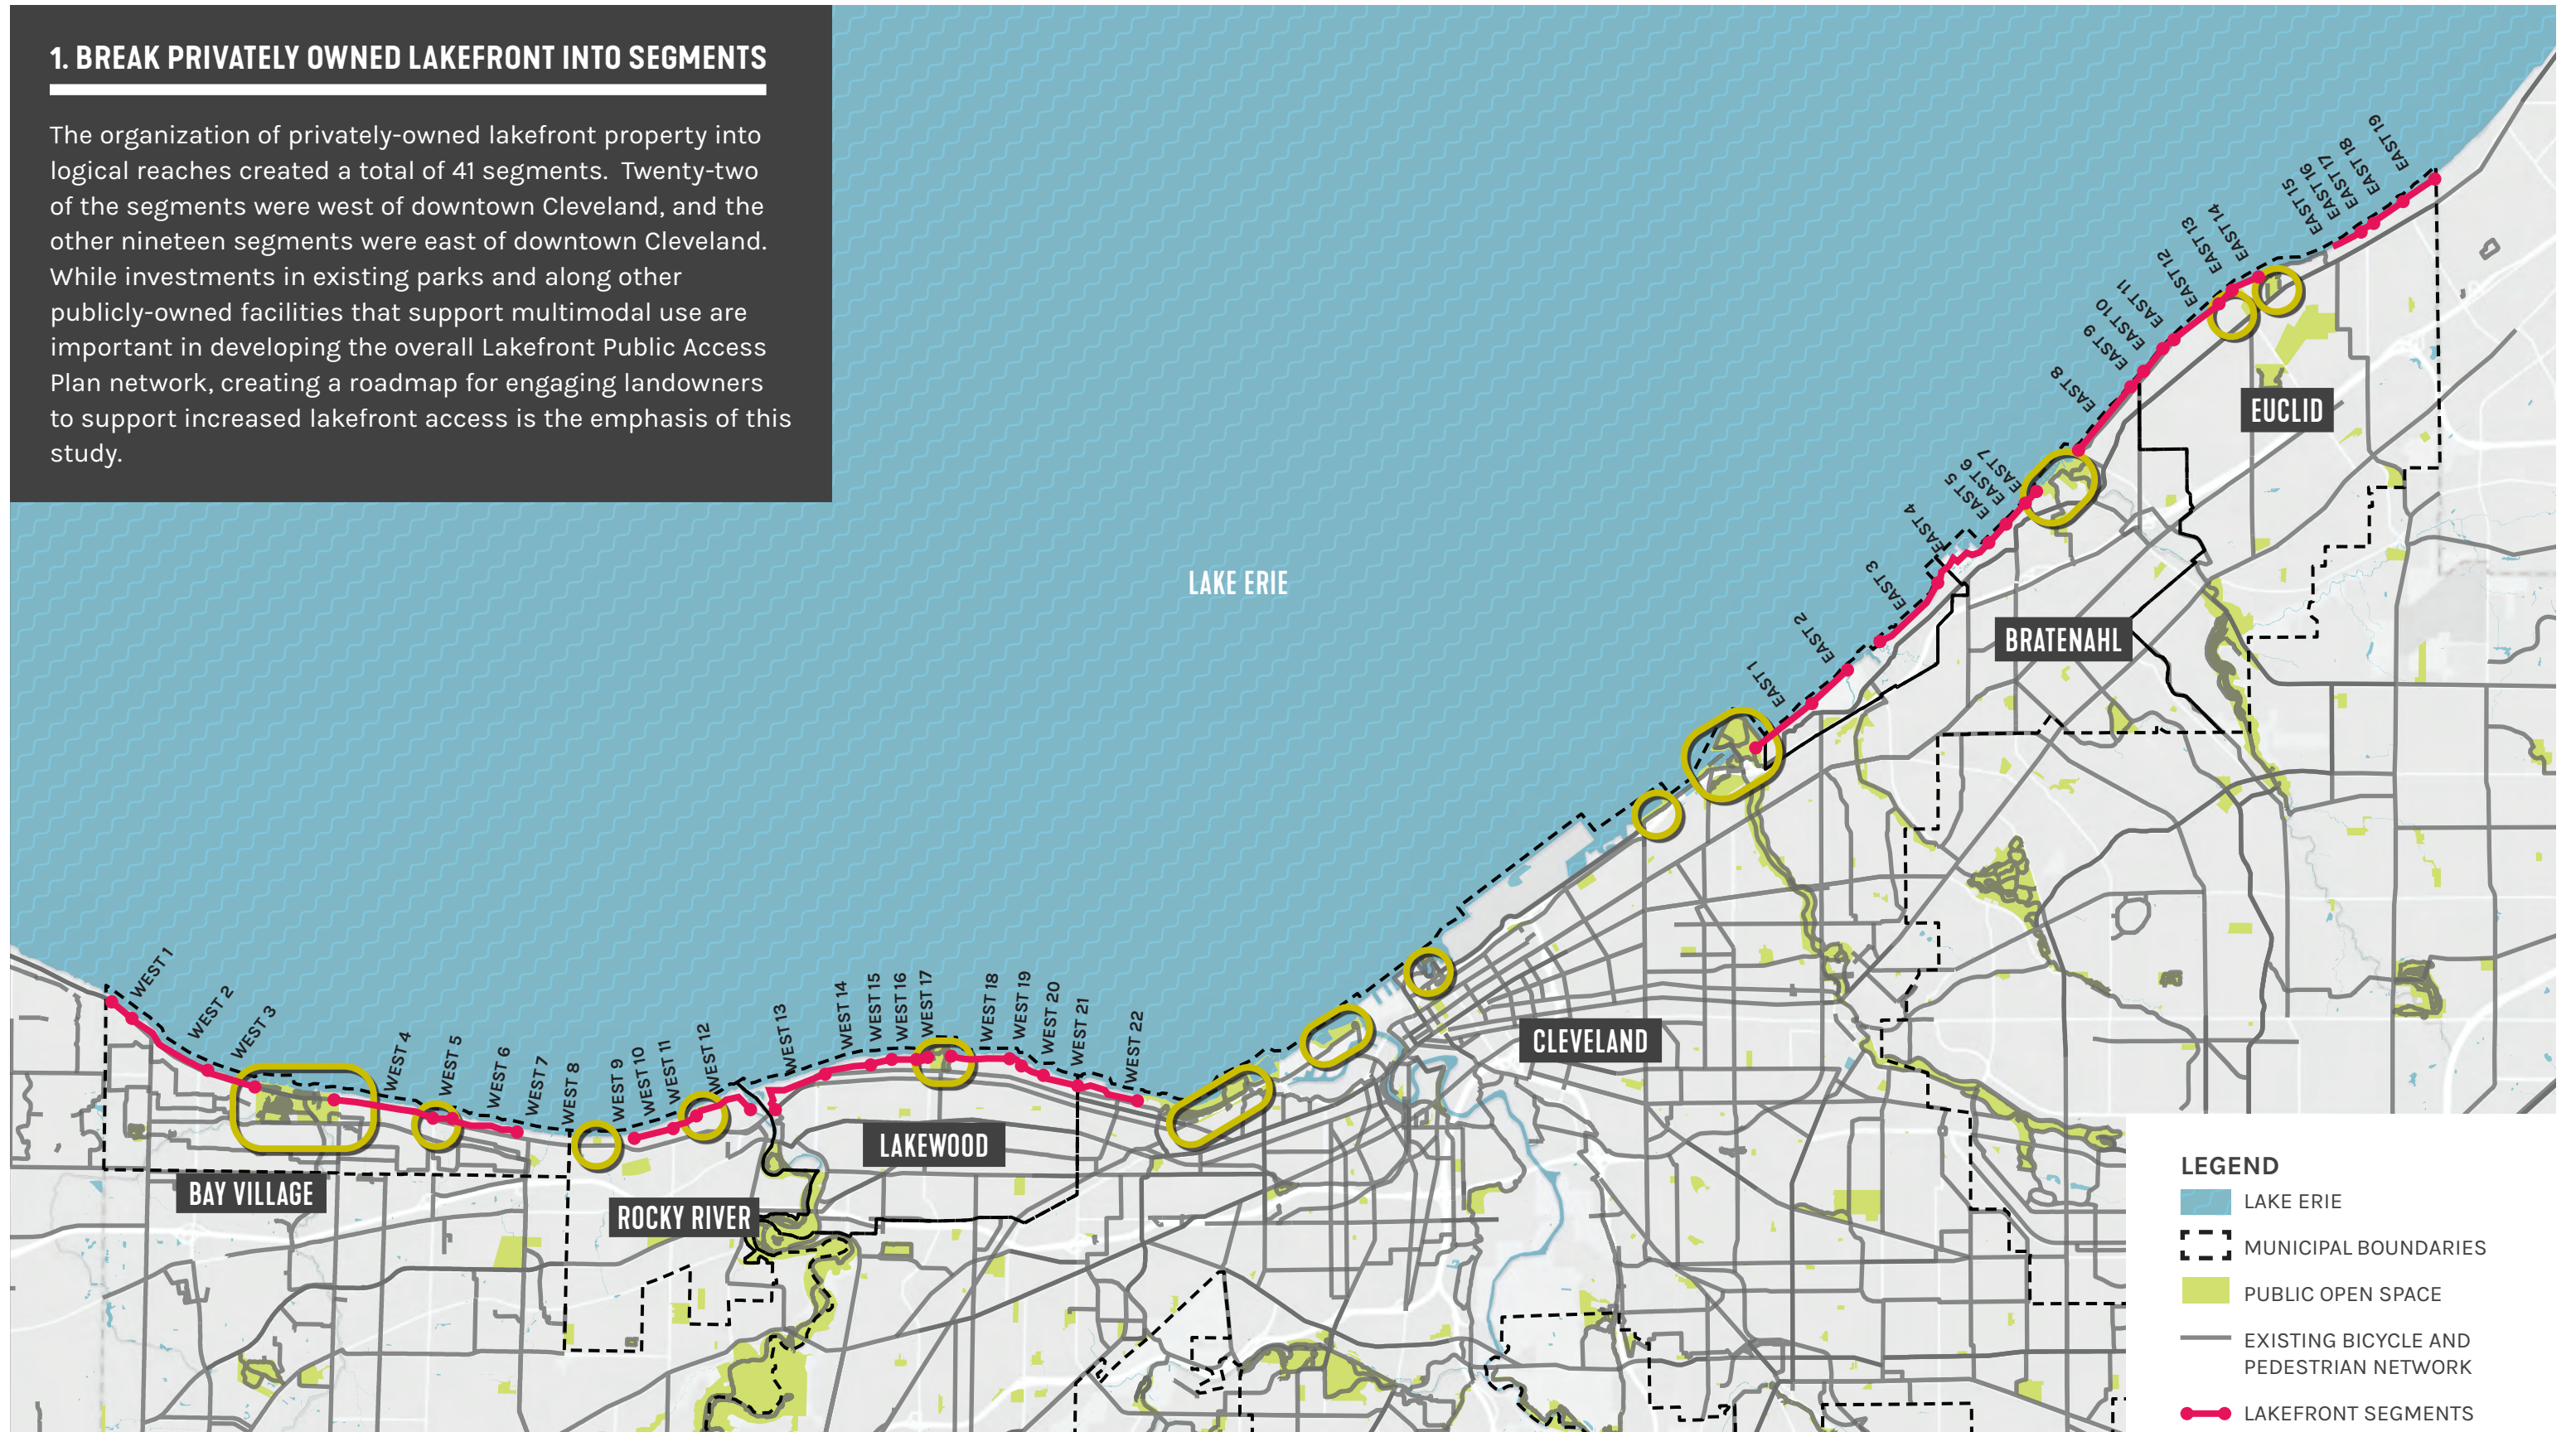 1. BREAK PRIVATELY OWNED LAKEFRONT INTO SEGMENTS
The organization of privately-owned lakefront property into
logical reaches created a total of 41 segments.  Twenty-two
of the segments were west of downtown Cleveland, and the
other nineteen segments were east of downtown Cleveland.
While investments in existing parks and along other
publicly-owned facilities that support multimodal use are
important in developing the overall Lakefront Public Access
Plan network, creating a roadmap for engaging landowners
to support increased lakefront access is the emphasis of this
study.
LAKE ERIE
WEST 1
WEST 2
WEST 3
WEST 4
WEST 5
WEST 6
WEST 7
WEST 8
WEST 9
WEST 10
WEST 11
WEST 12
WEST 13
WEST 14
WEST 15
WEST 16
WEST 17
WEST 18
WEST 19
WEST 20
WEST 21
WEST 22
EAST 1
EAST 2
EAST 3
EAST 4
EAST 5
EAST 6
EAST 7
EAST 8
EAST 9
EAST 10
EAST 11
EAST 12
EAST 13
EAST 14
EAST 15
EAST 16
EAST 17
EAST 18
EAST 19
EUCLID
BRATENAHL
CLEVELAND
LAKEWOOD
BAY VILLAGE
ROCKY RIVER
LEGEND
LAKE ERIE
MUNICIPAL BOUNDARIES
PUBLIC OPEN SPACE
EXISTING BICYCLE AND
PEDESTRIAN NETWORK
LAKEFRONT SEGMENTS